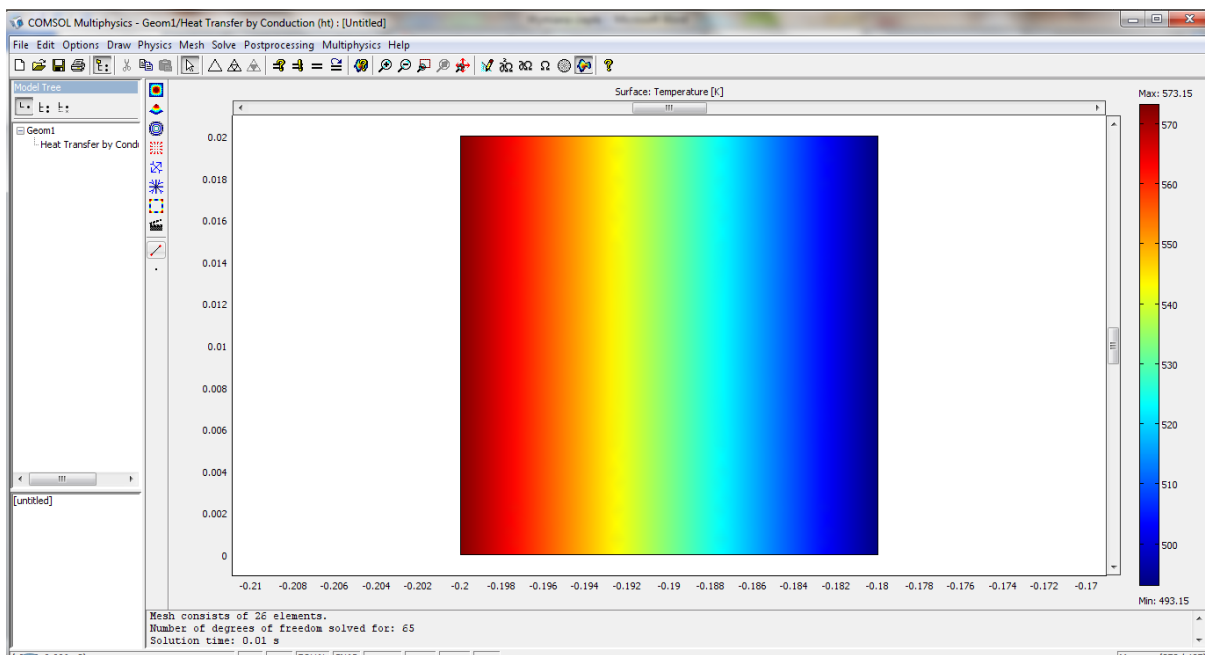 COMSOL Multiphysics - Geom1/Heat Transfer by Conduction (ht) : [Untitled]
File Edit Options Draw Physics Mesh Solve Postprocessing Multiphysics Help
Model Tree
Geom1
Heat Transfer by Condu
[untitled]
Surface: Temperature [K]
Max: 573.15
0.02
0.018
0.016
0.014
0.012
0.01
0.008
0.006
0.004
0.002
0
-0.21 -0.208 -0.206 -0.204 -0.202 -0.2 -0.198 -0.196 -0.194 -0.192 -0.19 -0.188 -0.186 -0.184 -0.182 -0.18 -0.178 -0.176 -0.174 -0.172 -0.17
570
560
550
540
530
520
510
500
Min: 493.15
Mesh consists of 26 elements.
Number of degrees of freedom solved for: 65
Solution time: 0.01 s